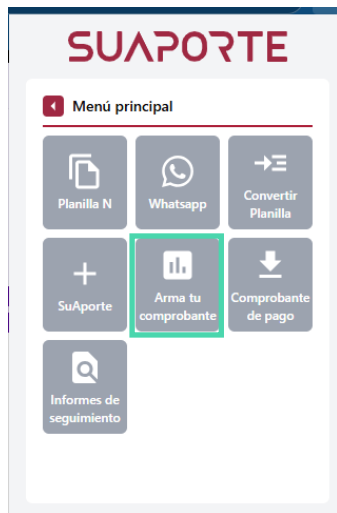 SUAPORTE
Menú principal
Planilla N
Whatsapp
Convertir
Planilla
SuAporte
Arma tu
comprobante
Comprobante
de pago
Informes de
seguimiento